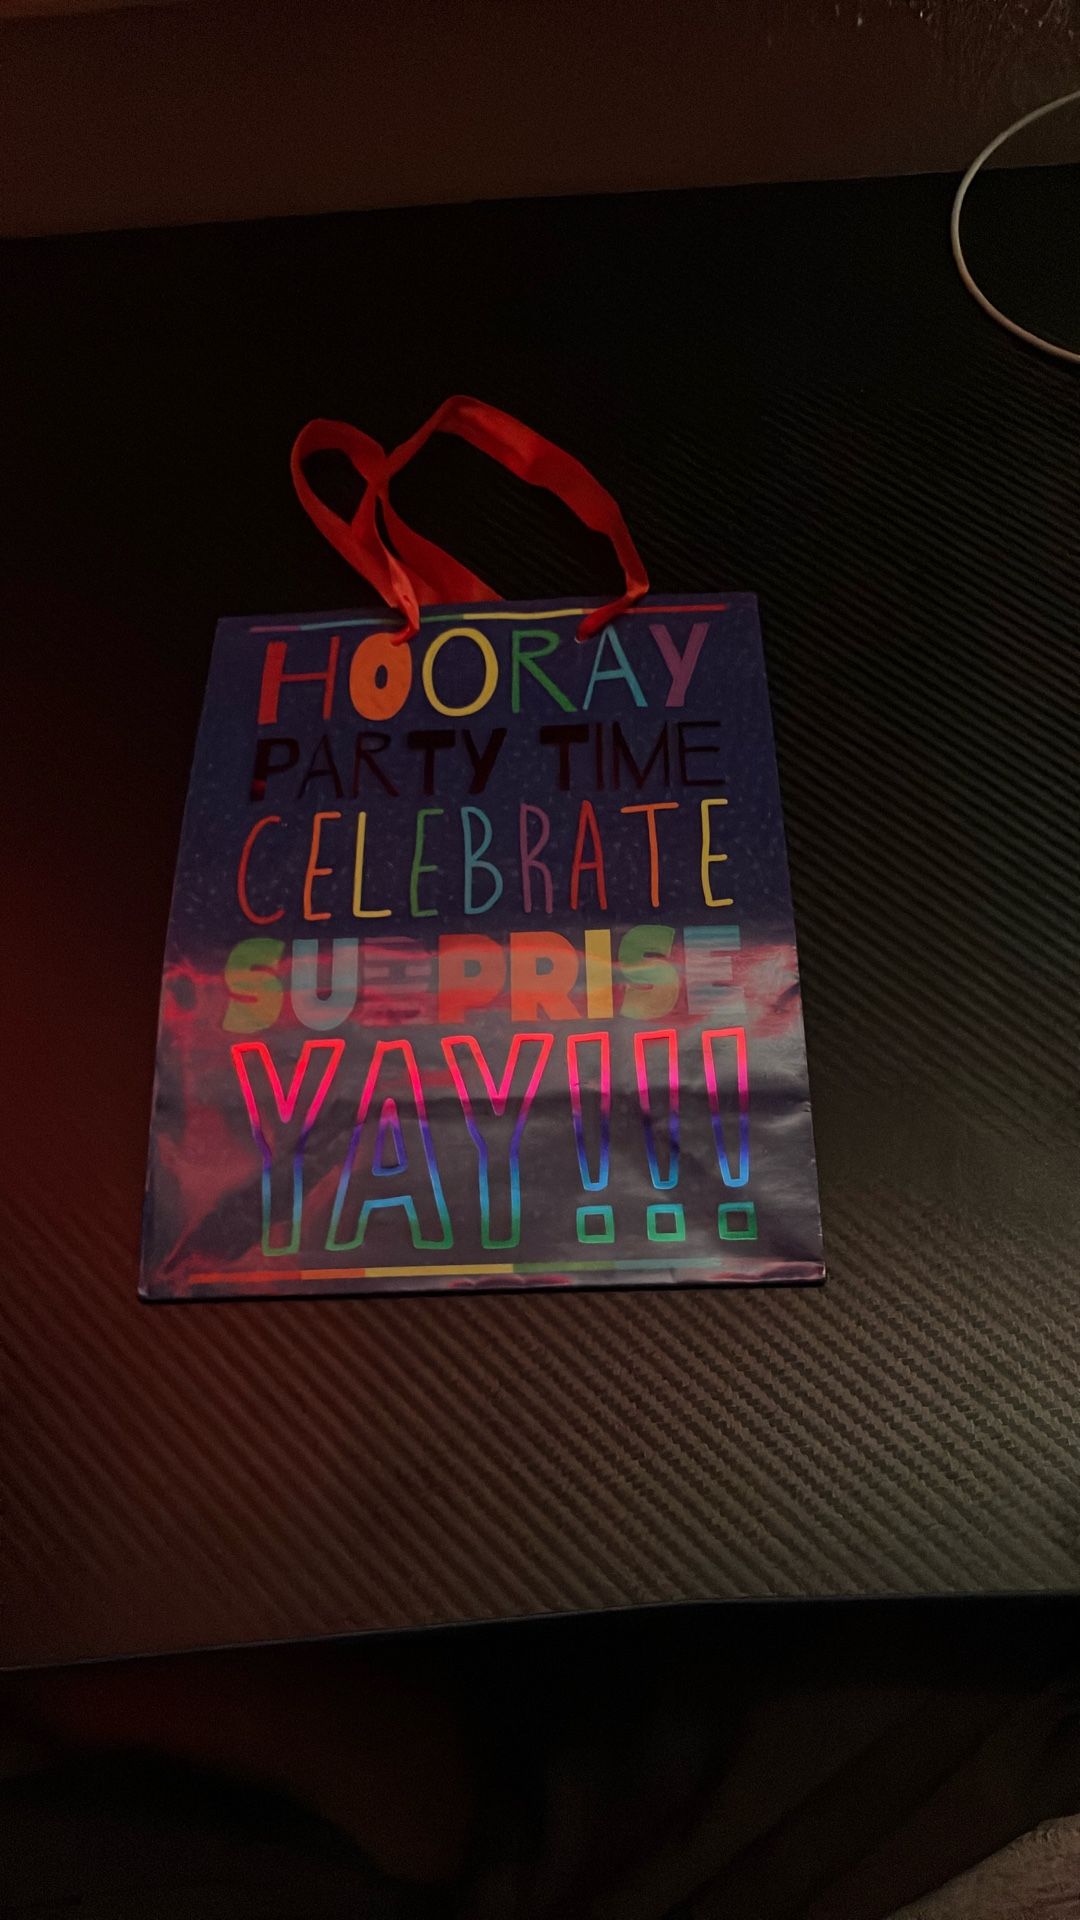 HOORAY
PARTY TIME
CELEBRATE
SURPRISE
YAY!!!